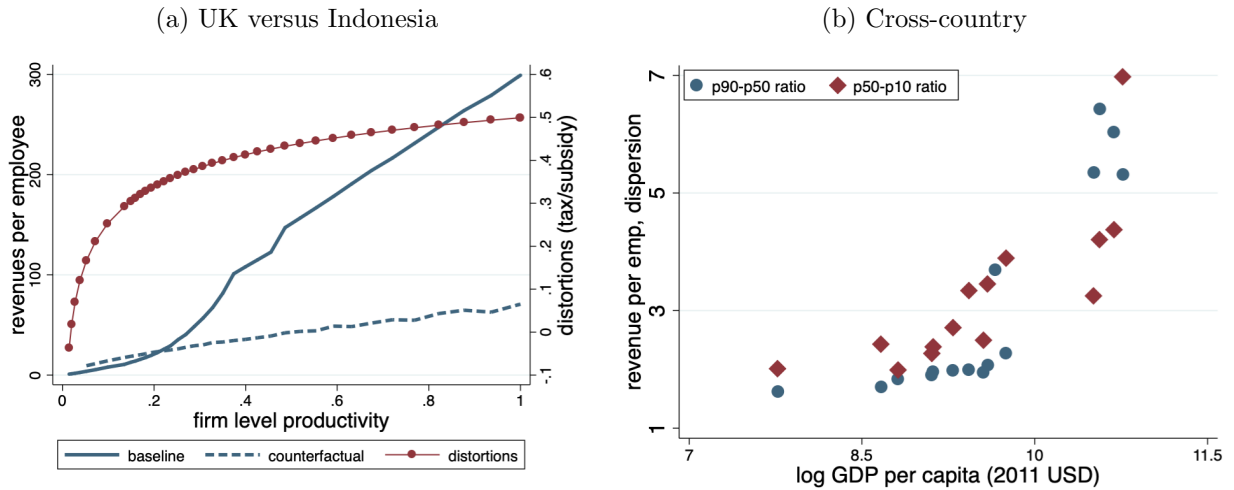 (a) UK versus Indonesia
revenues per employee
300
200
100
0
.6
.5
.4
.3
.2
.1
0
-.1
distortions (tax/subsidy)
0 .2 .4 .6 .8 1
firm level productivity
baseline counterfactual distortions
(b) Cross-country
revenue per emp, dispersion
7
5
3
1
p90-p50 ratio p50-p10 ratio
7 8.5 10 11.5
log GDP per capita (2011 USD)